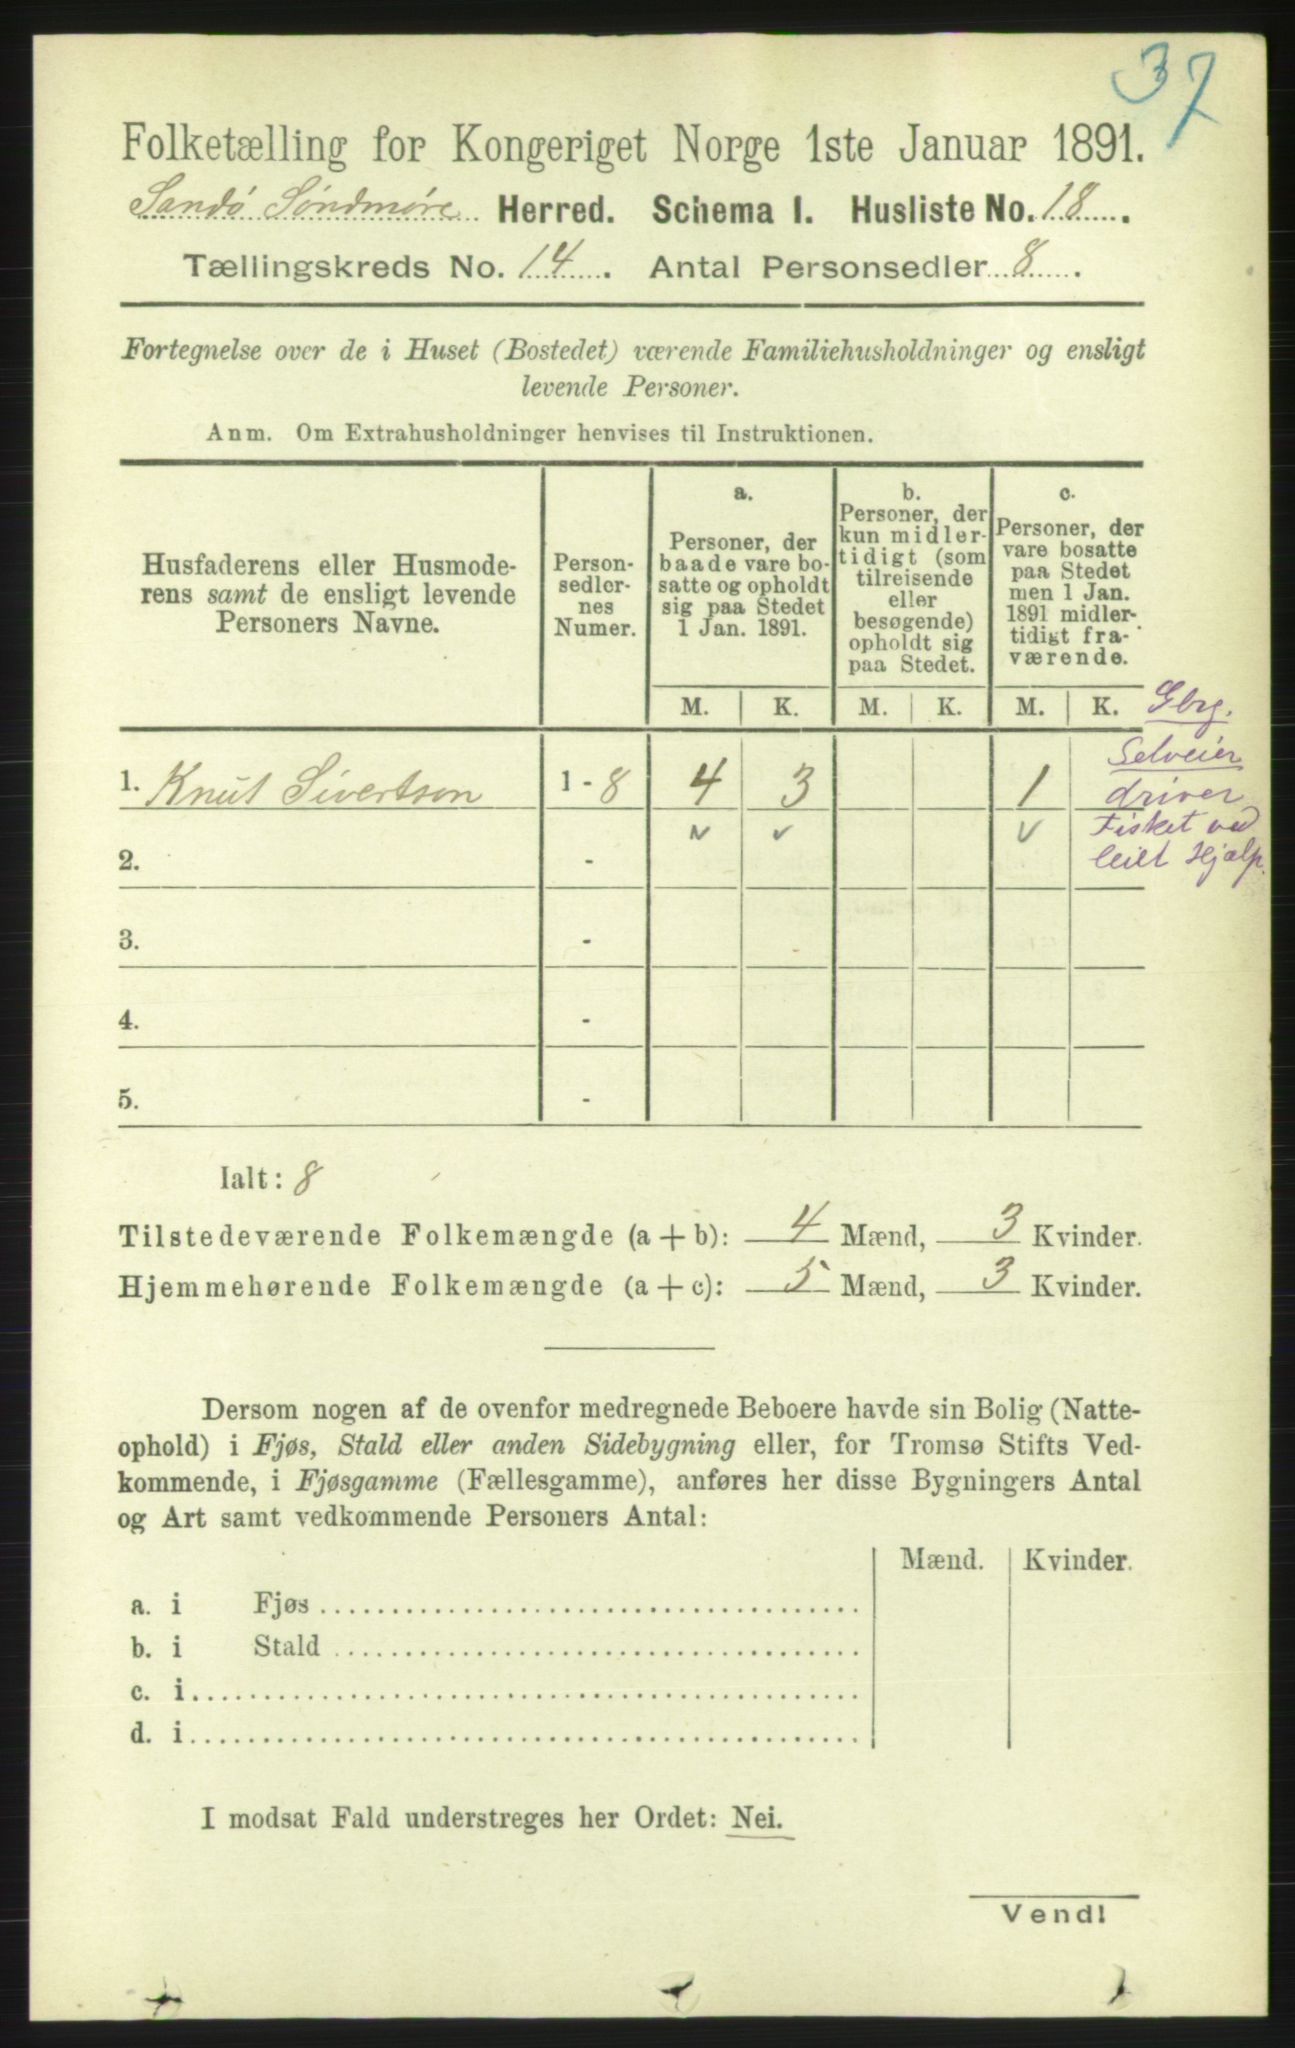 37
Folketælling for Kongeriget Norge 1ste Januar 1891.
Sandø Søndmøre Herred. Schema I. Husliste No. 18.
Tællingskreds No. 14. Antal Personsedler 8.
Fortegnelse over de i Huset (Bostedet) værende Familiehusholdninger og ensligt
levende Personer.
Anm. Om Extrahusholdninger henvises til Instruktionen.
Husfaderens eller Husmode-
rens samt de ensligt levende
Personers Navne.
Person-
sedler-
nes
Numer.
a.
Personer, der
baade vare bo-
satte og opholdt
sig paa Stedet
1 Jan. 1891.
b.
Personer, der
kun midler-
tidigt (som
tilreisende
eller
besøgende)
opholdt sig
paa Stedet.
c.
Personer, der
vare bosatte
paa Stedet
men 1 Jan.
1891 midler-
tidigt fra-
værende.
M. K. M. K. M. K.
Gbrg.
Selveier
driver
Fisket ved
leilt Hjælp.
1. Knut Sivertson 1 - 8 4 3 1
2. -
3. -
4. -
5. -
Ialt: 8
Tilstedeværende Folkemængde (a + b): 4 Mænd, 3 Kvinder.
Hjemmehørende Folkemængde (a + c): 5 Mænd, 3 Kvinder.
Dersom nogen af de ovenfor medregnede Beboere havde sin Bolig (Natte-
ophold) i Fjøs, Stald eller anden Sidebygning eller, for Tromsø Stifts Ved-
kommende, i Fjøsgamme (Fællesgamme), anføres her disse Bygningers Antal
og Art samt vedkommende Personers Antal:
Mænd. Kvinder.
a. i Fjøs
b. i Stald
c. i
d. i
I modsat Fald understreges her Ordet: Nei.
Vend!